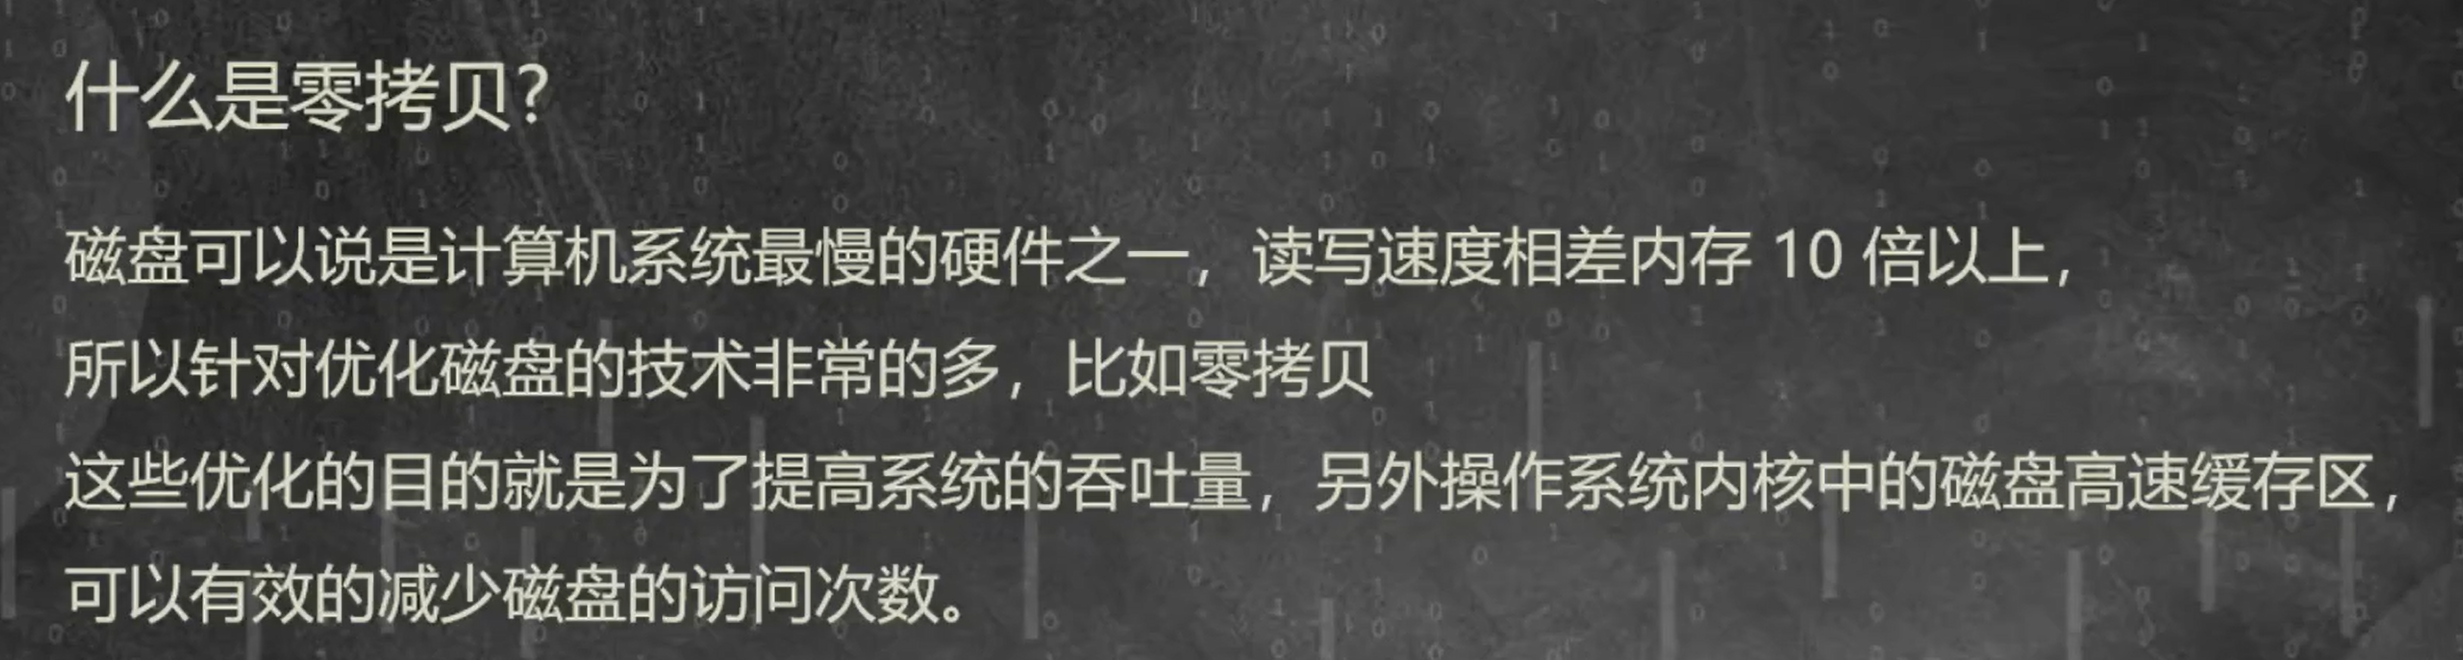 什么是零拷贝?
磁盘可以说是计算机系统最慢的硬件之一，读写速度相差内存 10 倍以上，
所以针对优化磁盘的技术非常的多，比如零拷贝
这些优化的目的就是为了提高系统的吞吐量，另外操作系统内核中的磁盘高速缓存区，
可以有效的减少磁盘的访问次数。